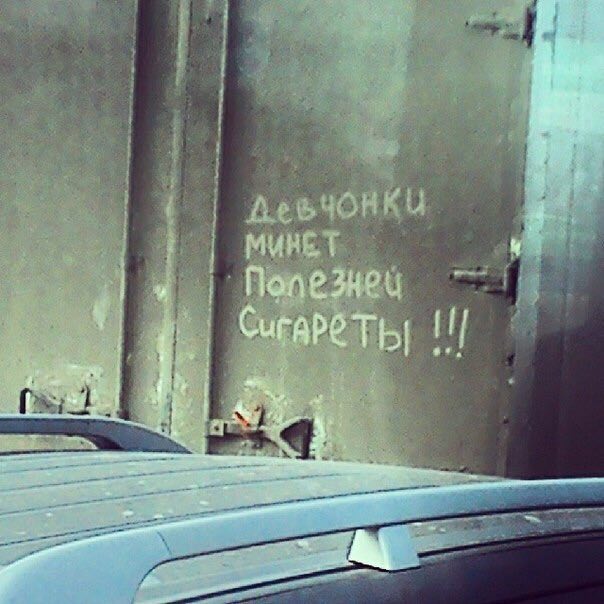 Девчонки
минет
Полезней
Сигареты !!!